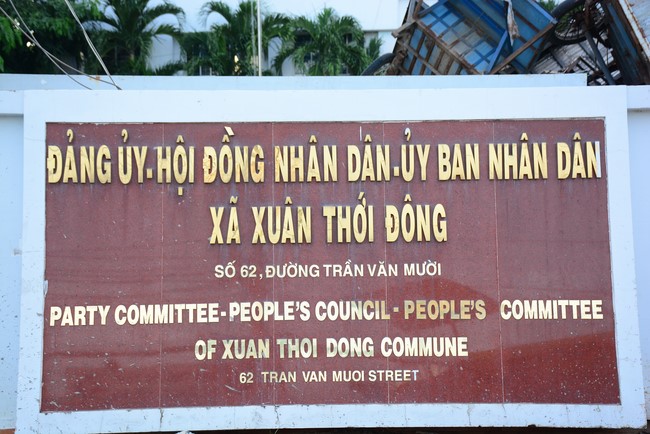 ĐẢNG ỦY-HỘI ĐỒNG NHÂN DÂN-ỦY BAN NHÂN DÂN
XÃ XUÂN THỚI ĐÔNG
SỐ 62, ĐƯỜNG TRẦN VĂN MƯỜI
PARTY COMMITTEE-PEOPLE'S COUNCIL-PEOPLE'S COMMITTEE
OF XUAN THOI DONG COMMUNE
62 TRAN VAN MUOI STREET